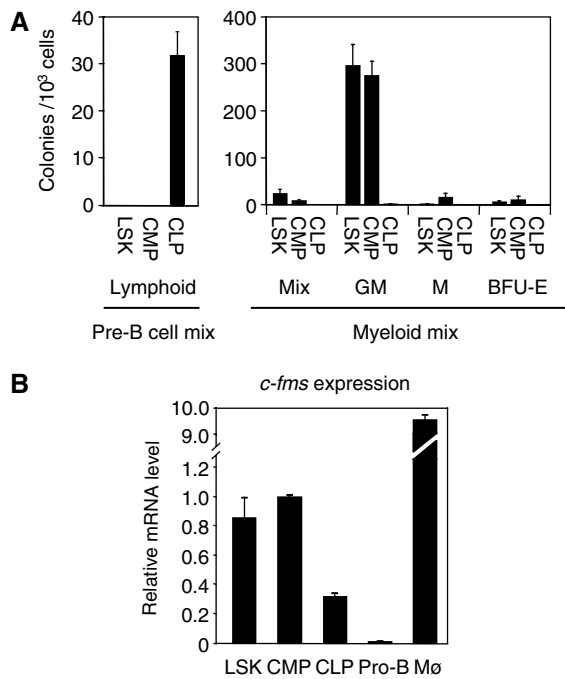 A
Colonies /10³ cells
40
30
20
10
0
LSK
CMP
CLP
Lymphoid
Pre-B cell mix
400
300
200
100
0
LSK
CMP
CLP
LSK
CMP
CLP
LSK
CMP
CLP
LSK
CMP
CLP
Mix
GM
M
BFU-E
Myeloid mix
B
c-fms expression
Relative mRNA level
10.0
9.0
1.2
1.0
0.8
0.6
0.4
0.2
0
LSK CMP CLP Pro-B Mø